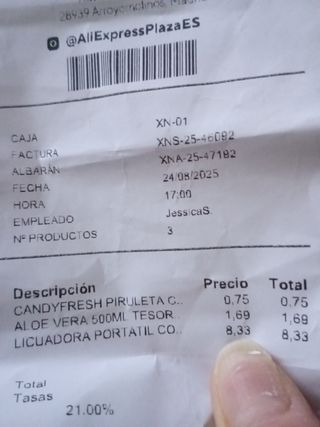 28939 Arroyomolinos, Madrid
@AliExpressPlazaES
CAJA XN-01
FACTURA XNS-25-46092
ALBARÁN XNA-25-47182
FECHA 24/08/2025
HORA 17:00
EMPLEADO JessicaS.
Nº PRODUCTOS 3
Descripción Precio Total
CANDYFRESH PIRULETA C.. 0,75 0,75
ALOE VERA 500ML TESOR.. 1,69 1,69
LICUADORA PORTATIL CO.. 8,33 8,33
Total
Tasas
21.00%